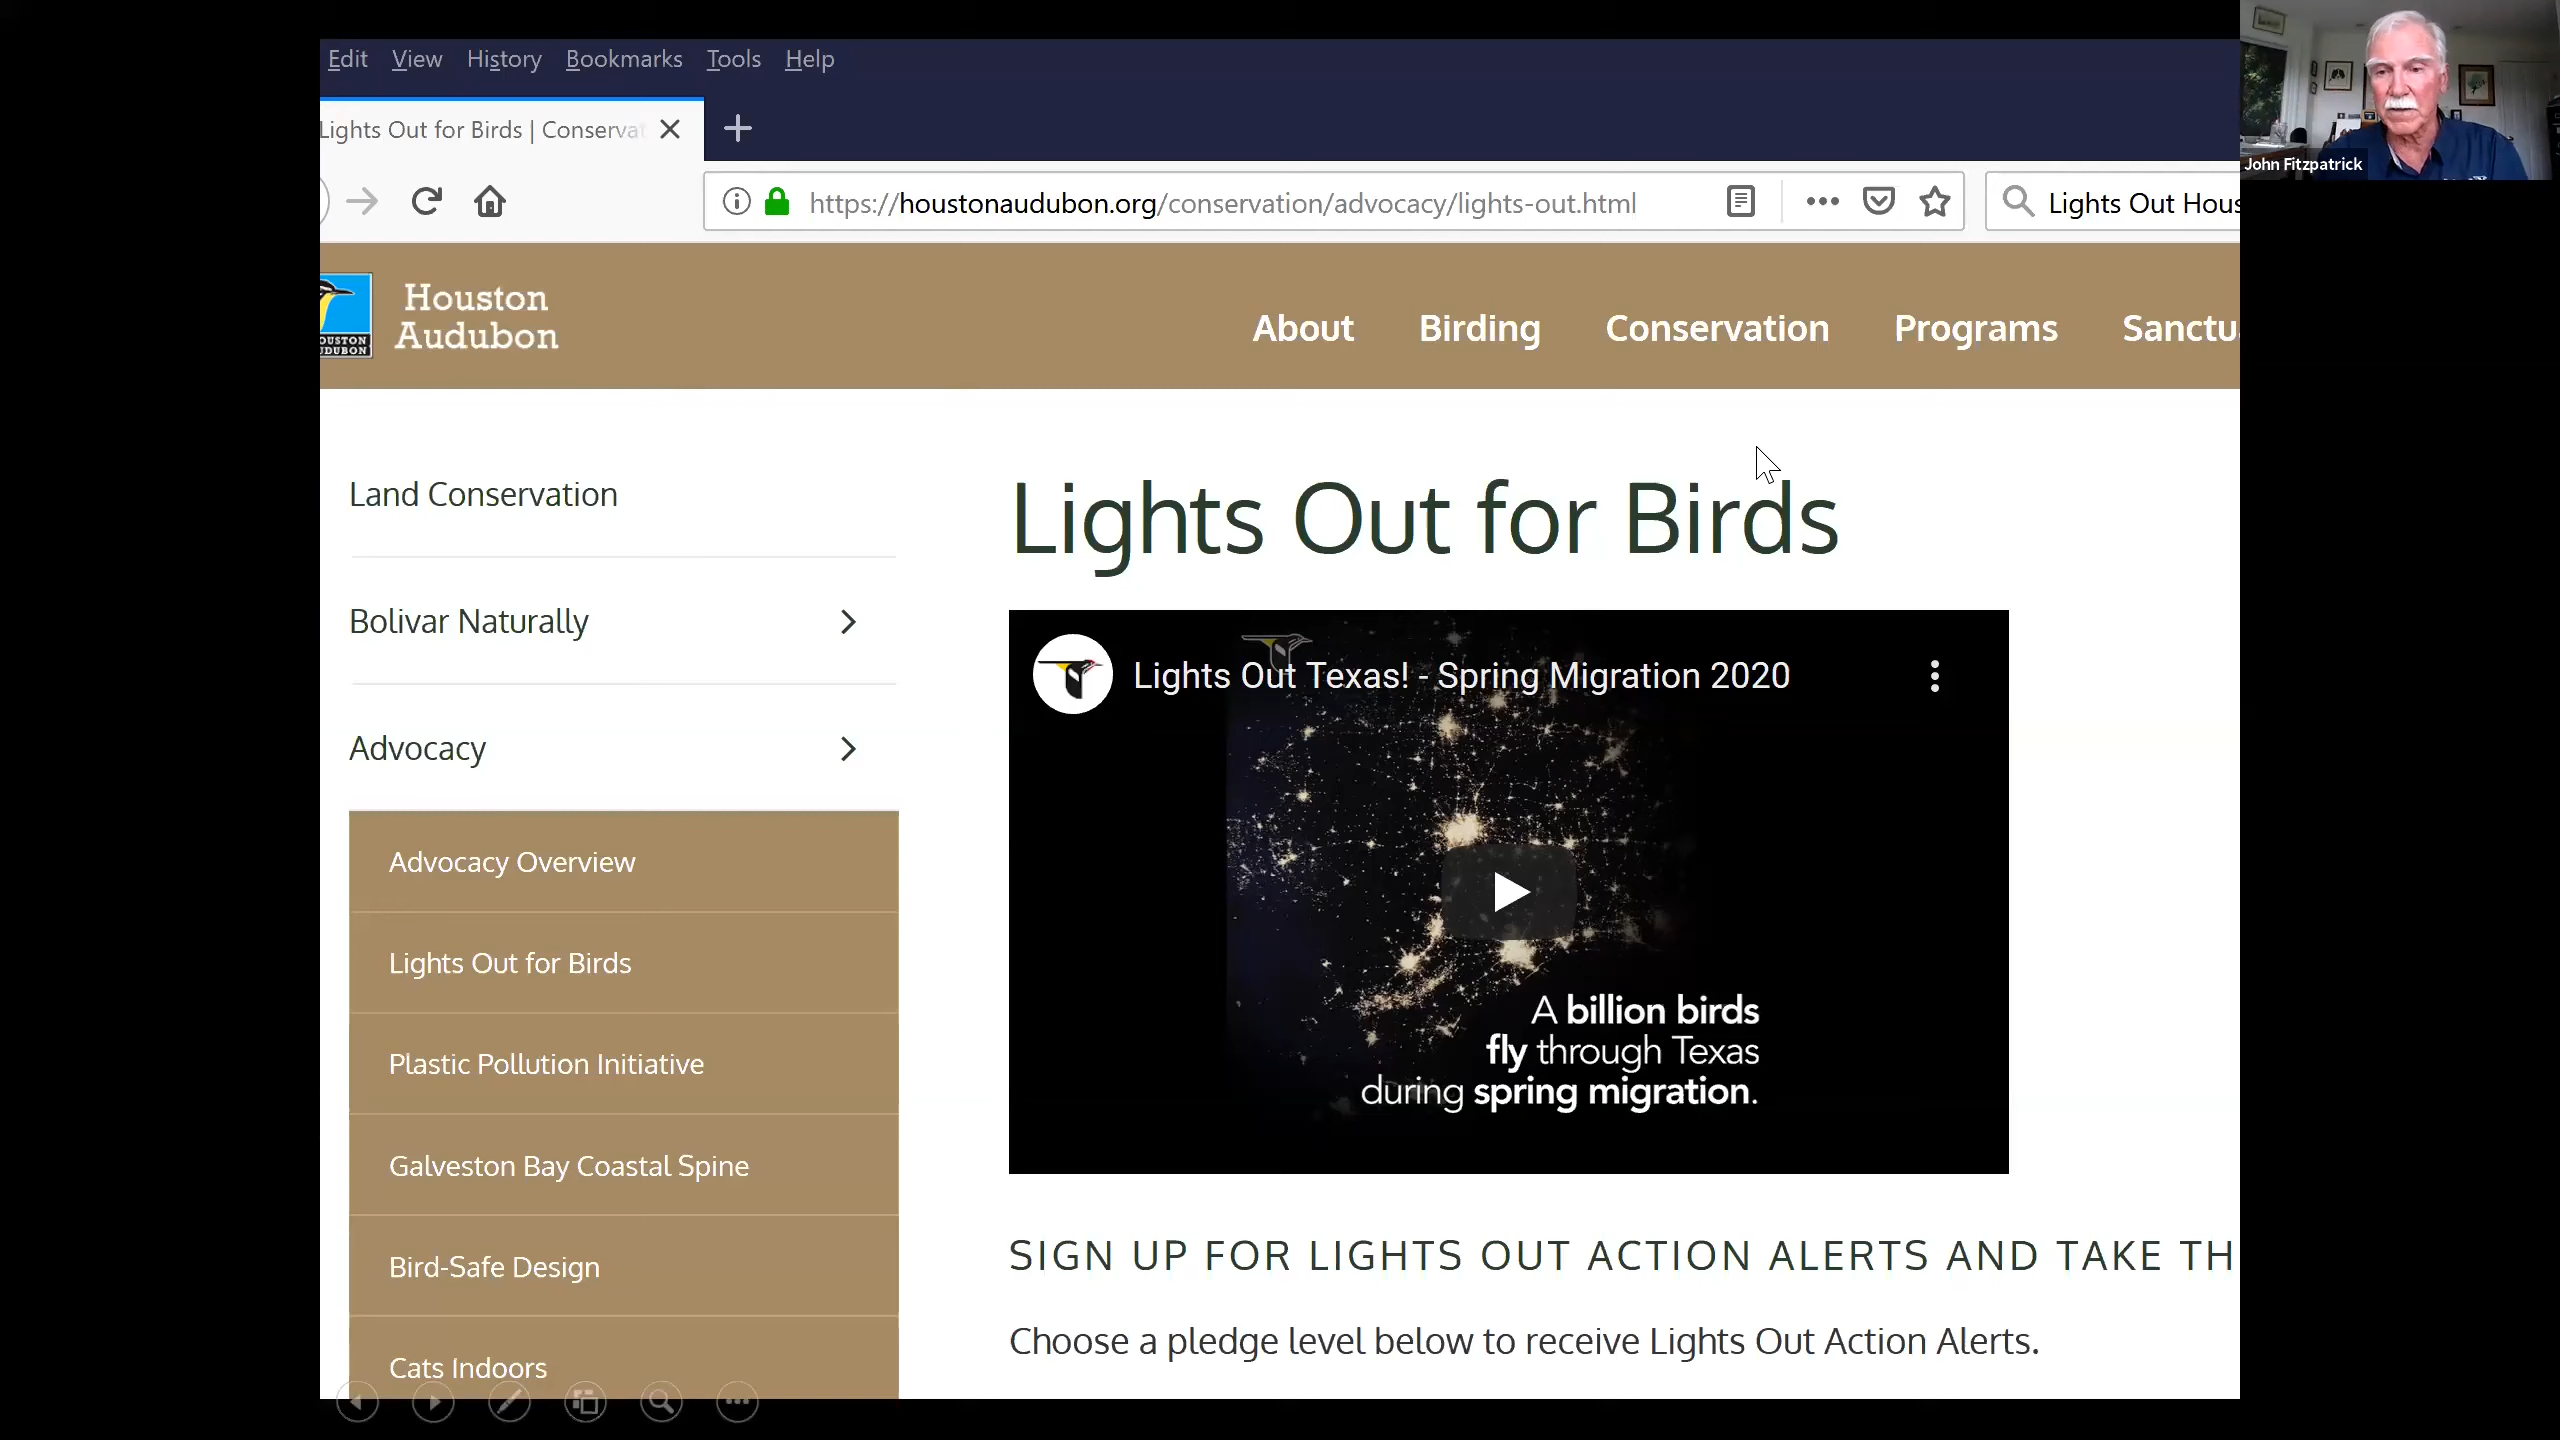 Edit View History Bookmarks Tools Help
Lights Out for Birds | Conservat
https://houstonaudubon.org/conservation/advocacy/lights-out.html
Lights Out Hous
John Fitzpatrick
Houston
Audubon
OUSTON
UDUBON
About Birding Conservation Programs Sanctu
Land Conservation
Bolivar Naturally
Advocacy
Advocacy Overview
Lights Out for Birds
Plastic Pollution Initiative
Galveston Bay Coastal Spine
Bird-Safe Design
Cats Indoors
Lights Out for Birds
Lights Out Texas! - Spring Migration 2020
A billion birds
fly through Texas
during spring migration.
SIGN UP FOR LIGHTS OUT ACTION ALERTS AND TAKE TH
Choose a pledge level below to receive Lights Out Action Alerts.